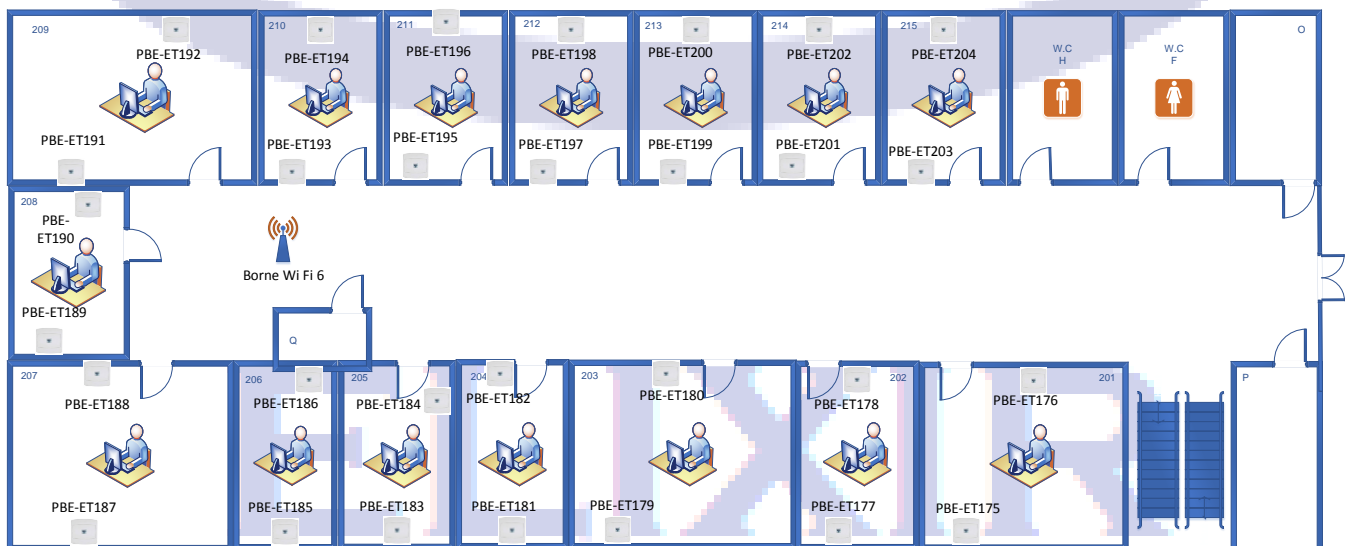 209
PBE-ET192
PBE-ET191
210
PBE-ET194
PBE-ET193
211
PBE-ET196
PBE-ET195
212
PBE-ET198
PBE-ET197
213
PBE-ET200
PBE-ET199
214
PBE-ET202
PBE-ET201
215
PBE-ET204
PBE-ET203
W.C
H
W.C
F
O
208
PBE-
ET190
PBE-ET189
Borne Wi Fi 6
Q
207
PBE-ET188
PBE-ET187
206
PBE-ET186
PBE-ET185
205
PBE-ET184
PBE-ET183
204
PBE-ET182
PBE-ET181
203
PBE-ET180
PBE-ET179
202
PBE-ET178
PBE-ET177
201
PBE-ET176
PBE-ET175
P